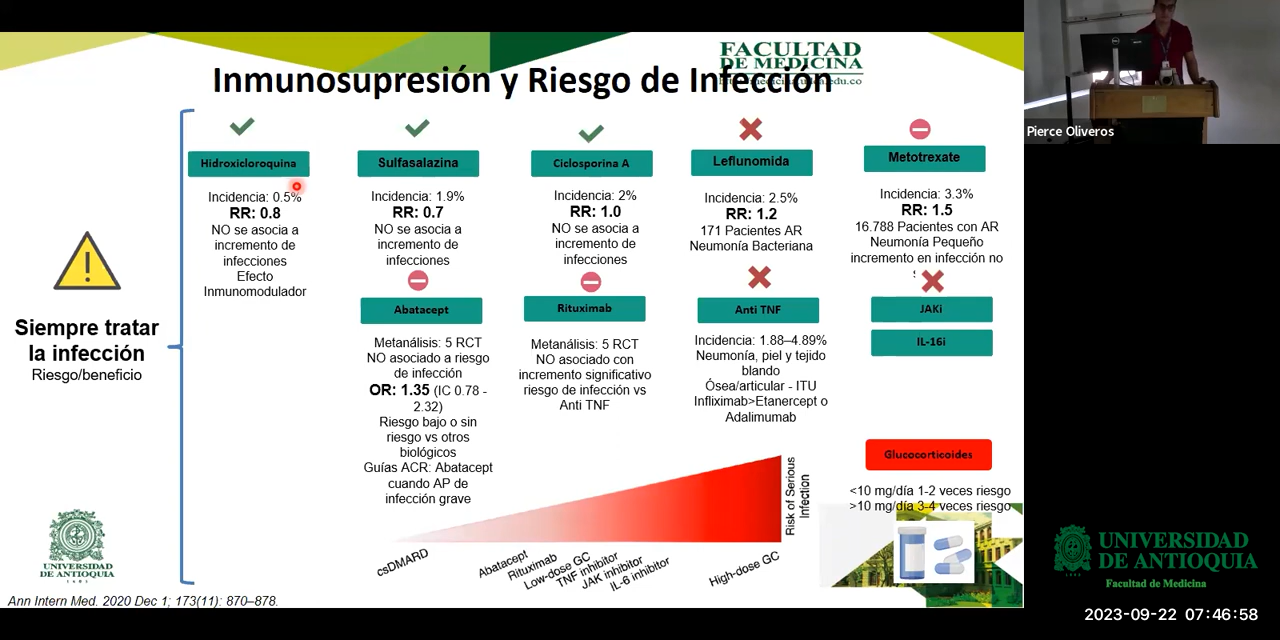 FACULTAD
DE MEDICINA
Inmunosupresión y Riesgo de Infección
Pierce Oliveros
Siempre tratar
la infección
Riesgo/beneficio
Hidroxicloroquina
Incidencia: 0.5%
RR: 0.8
NO se asocia a
incremento de
infecciones
Efecto
Inmunomodulador
Sulfasalazina
Incidencia: 1.9%
RR: 0.7
NO se asocia a
incremento de
infecciones
Ciclosporina A
Incidencia: 2%
RR: 1.0
NO se asocia a
incremento de
infecciones
Leflunomida
Incidencia: 2.5%
RR: 1.2
171 Pacientes AR
Neumonía Bacteriana
Metotrexate
Incidencia: 3.3%
RR: 1.5
16.788 Pacientes con AR
Neumonía Pequeño
incremento en infección no
Abatacept
Metanálisis: 5 RCT
NO asociado a riesgo
de infección
OR: 1.35 (IC 0.78 -
2.32)
Riesgo bajo o sin
riesgo vs otros
biológicos
Guías ACR: Abatacept
cuando AP de
infección grave
Rituximab
Metanálisis: 5 RCT
NO asociado con
incremento significativo
riesgo de infección vs
Anti TNF
Anti TNF
Incidencia: 1.88–4.89%
Neumonía, piel y tejido
blando
Ósea/articular - ITU
Infliximab>Etanercept o
Adalimumab
JAKi
IL-16i
Glucocorticoides
<10 mg/día 1-2 veces riesgo
>10 mg/día 3-4 veces riesgo
Risk of Serious
Infection
csDMARD
Abatacept
Rituximab
Low-dose GC
TNF inhibitor
JAK inhibitor
IL-6 inhibitor
High-dose GC
UNIVERSIDAD
DE ANTIOQUIA
1803
Ann Intern Med. 2020 Dec 1; 173(11): 870–878.
UNIVERSIDAD
DE ANTIOQUIA
1803
Facultad de Medicina
2023-09-22 07:46:58